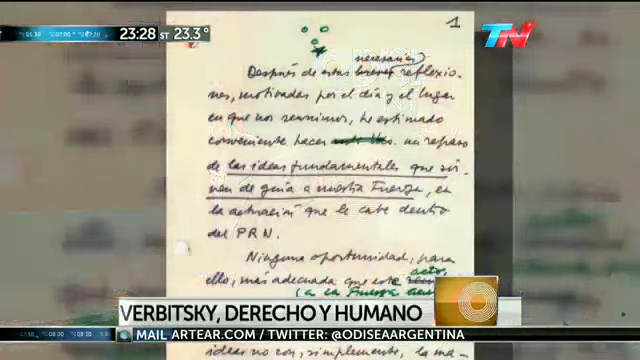 1
23:28 ST 23.3°
TN
necesarias
Después de estas breves reflexio-
nes, motivadas por el día y el lugar
en que nos reunimos, he estimado
conveniente hacer un repaso
de las ideas fundamentales que sir-
ven de guía a nuestra Fuerza, en
la actuación que le cabe dentro
del PRN.
Ninguna oportunidad, para
acto,
ello, más adecuada que este
(a la Fuerza
VERBITSKY, DERECHO Y HUMANO
MAIL ARTEAR.COM / TWITTER: @ODISEAARGENTINA
ideas no son, simplemente, la